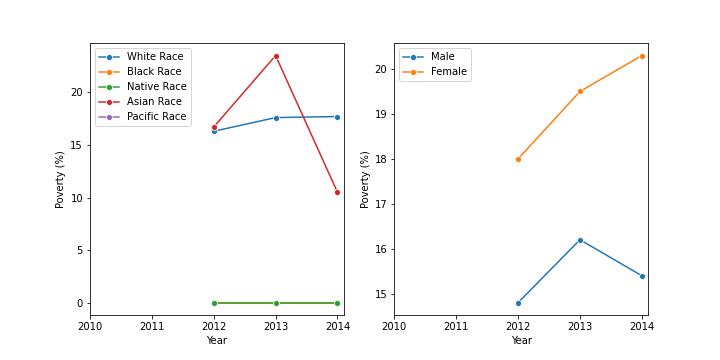 White Race
Black Race
Native Race
Asian Race
Pacific Race
Poverty (%)
20
15
10
5
0
2010 2011 2012 2013 2014
Year
Male
Female
Poverty (%)
20
19
18
17
16
15
2010 2011 2012 2013 2014
Year